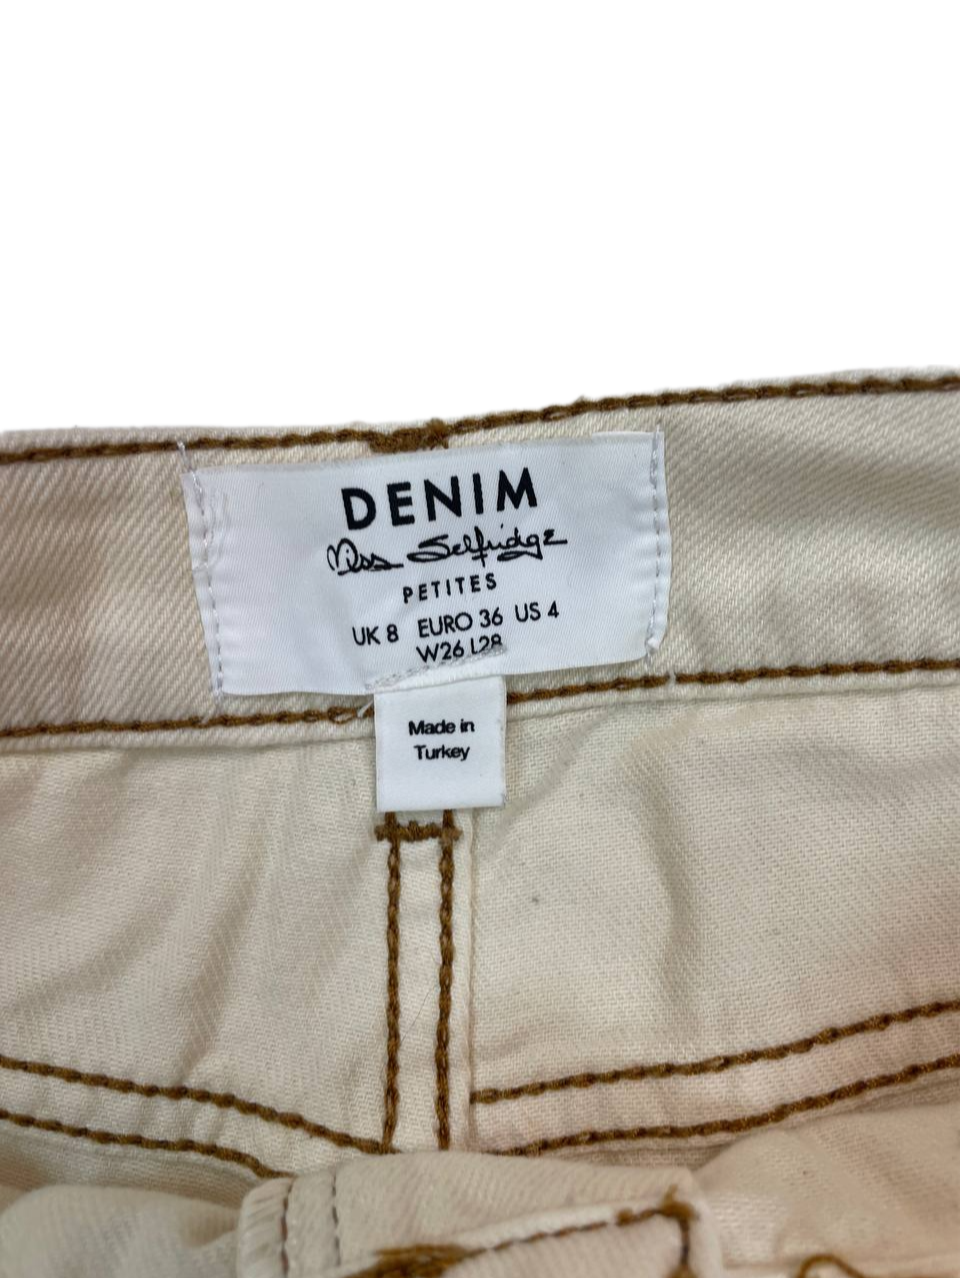 DENIM
Miss Selfridge
PETITES
UK 8 EURO 36 US 4
W26 L28
Made in
Turkey